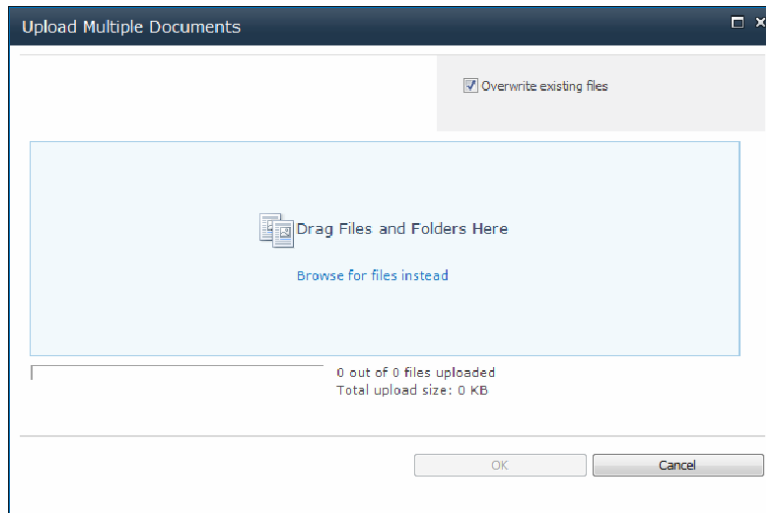 Upload Multiple Documents
Overwrite existing files
Drag Files and Folders Here
Browse for files instead
0 out of 0 files uploaded
Total upload size: 0 KB
OK
Cancel